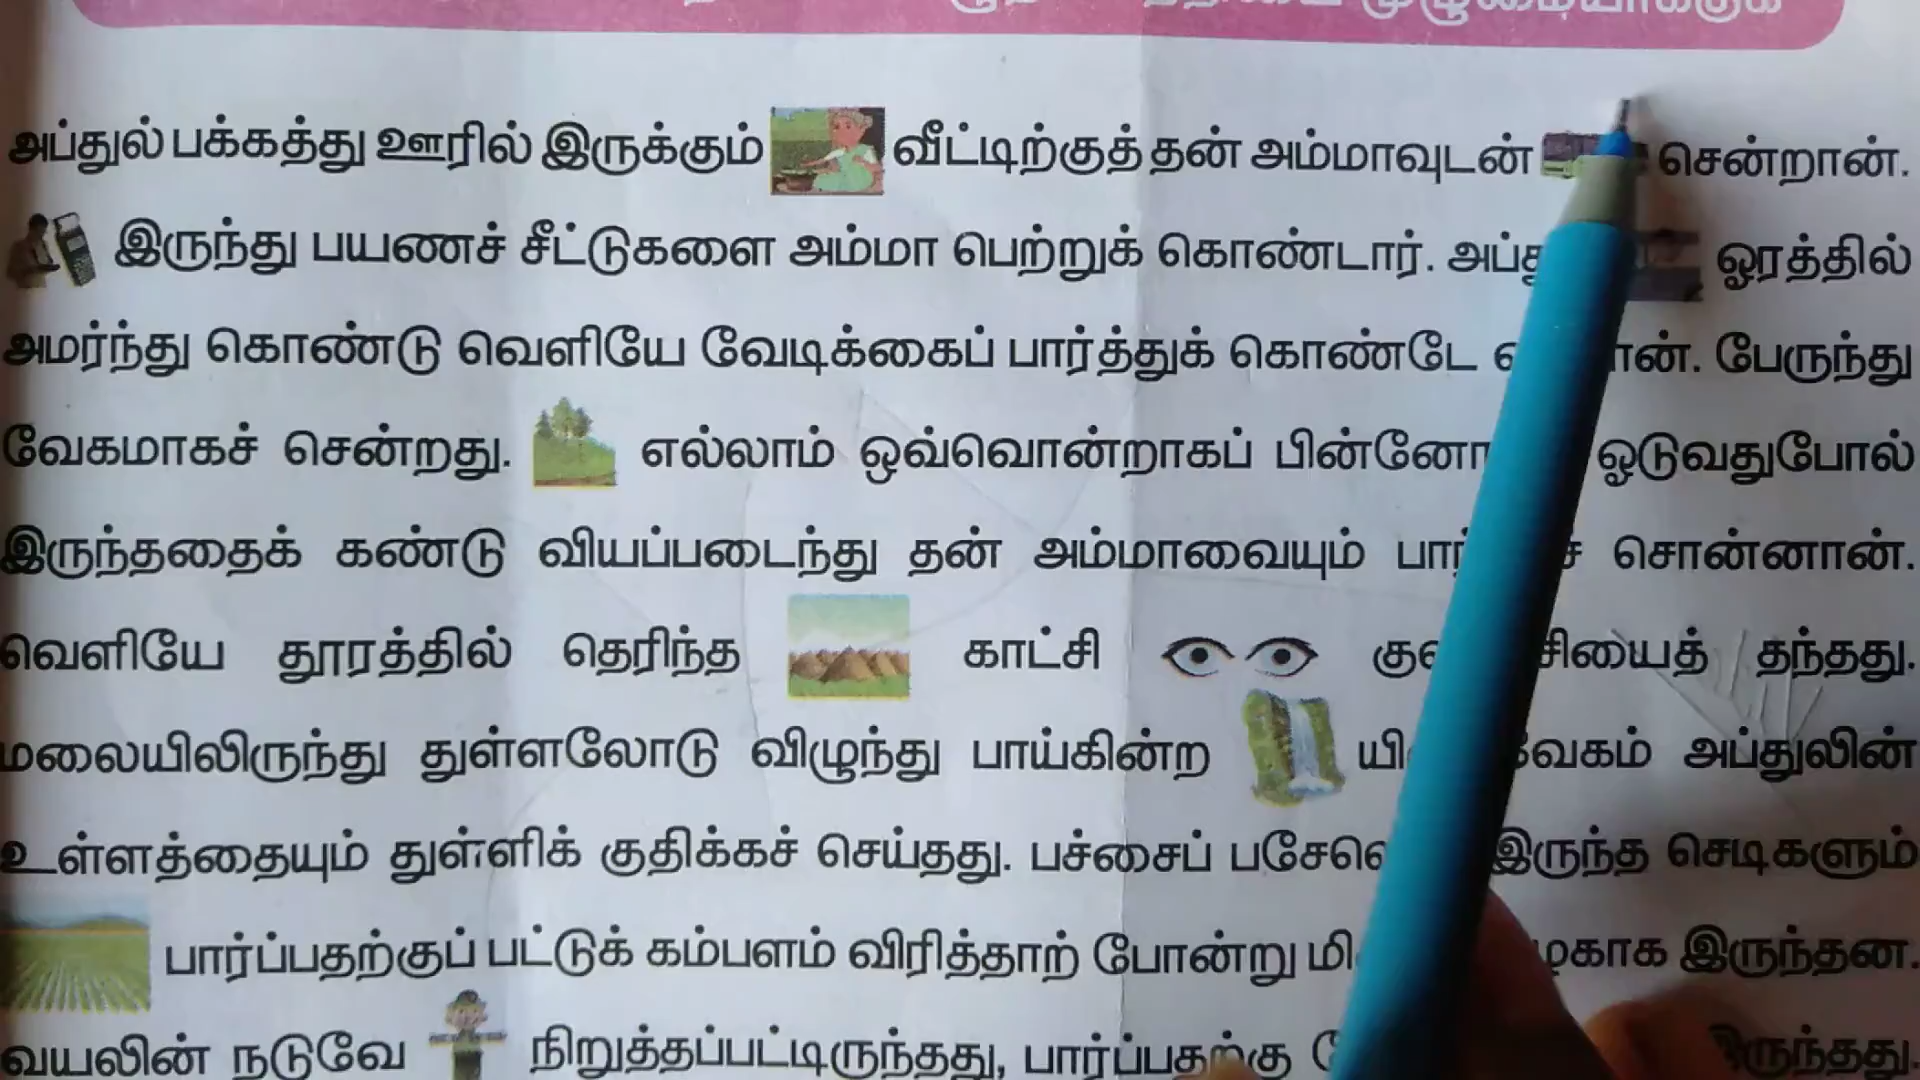 முழுமையாக்குக
அப்துல் பக்கத்து ஊரில் இருக்கும் வீட்டிற்குத் தன் அம்மாவுடன் சென்றான்.
இருந்து பயணச் சீட்டுகளை அம்மா பெற்றுக் கொண்டார். ஓரத்தில்
அமர்ந்து கொண்டு வெளியே வேடிக்கைப் பார்த்துக் கொண்டே பேருந்து
வேகமாகச் சென்றது. எல்லாம் ஒவ்வொன்றாகப் ஓடுவதுபோல்
இருந்ததைக் கண்டு வியப்படைந்து தன் அம்மாவையும் சொன்னான்.
வெளியே தூரத்தில் தெரிந்த காட்சி தந்தது.
மலையிலிருந்து துள்ளலோடு விழுந்து பாய்கின்ற வேகம் அப்துலின்
உள்ளத்தையும் துள்ளிக் குதிக்கச் செய்தது. பச்சைப் இருந்த செடிகளும்
பார்ப்பதற்குப் பட்டுக் கம்பளம் விரித்தாற் போன்று இருந்தன.
வயலின் நடுவே நிறுத்தப்பட்டிருந்தது, பார்ப்பதற்கு